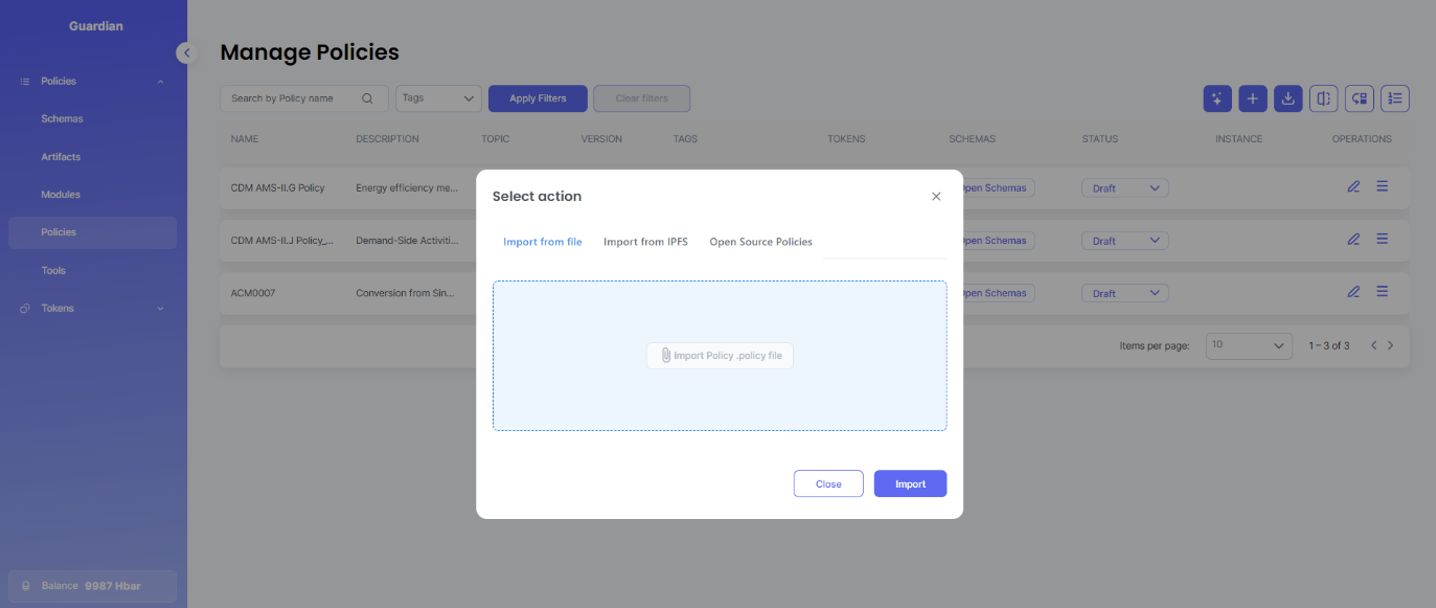 Guardian
Policies
Schemas
Artifacts
Modules
Policies
Tools
Tokens
Balance 9987 Hbar
Manage Policies
Search by Policy name
Tags
Apply Filters
Clear filters
NAME DESCRIPTION TOPIC VERSION TAGS TOKENS SCHEMAS STATUS INSTANCE OPERATIONS
CDM AMS-II.G Policy Energy efficiency me... Open Schemas Draft
CDM AMS-II.J Policy_... Demand-Side Activiti... Open Schemas Draft
ACM0007 Conversion from Sin... Open Schemas Draft
Items per page: 10 1 – 3 of 3
Select action
Import from file Import from IPFS Open Source Policies
Import Policy .policy file
Close Import